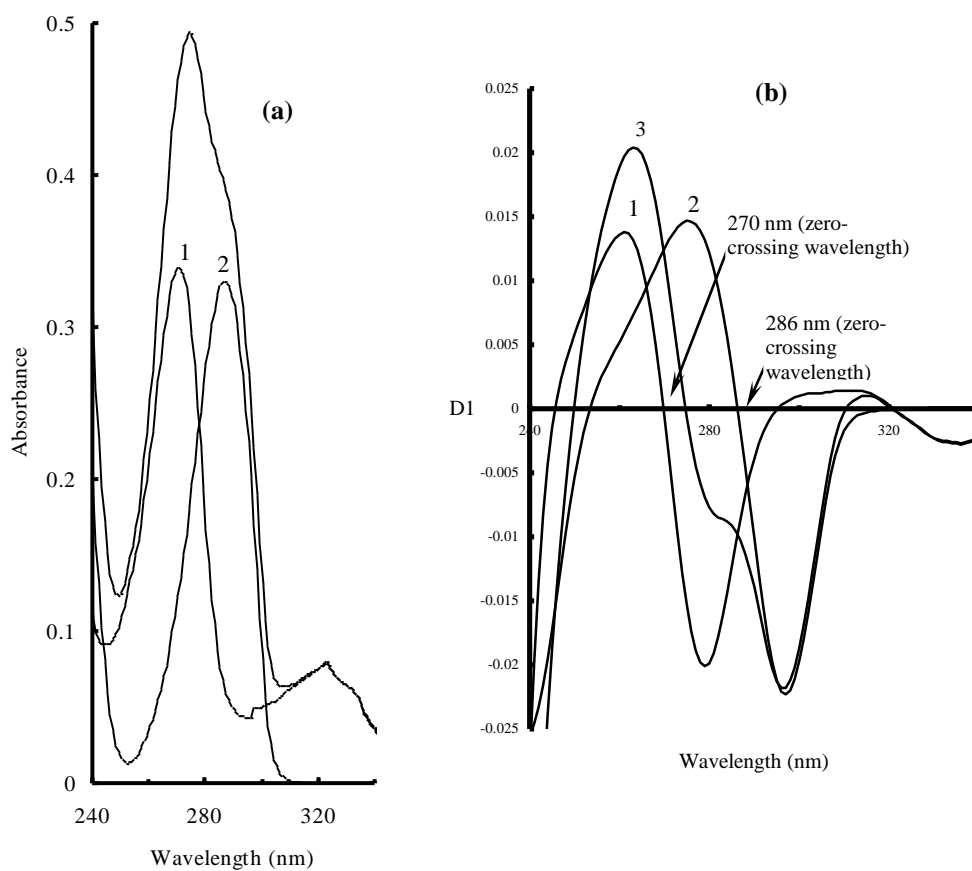 (a)
0.5
0.4
0.3
0.2
0.1
0
Absorbance
1
2
240
280
320
Wavelength (nm)
(b)
0.025
0.02
0.015
0.01
0.005
0
-0.005
-0.01
-0.015
-0.02
-0.025
D1
3
1
2
270 nm (zero-
crossing wavelength)
286 nm (zero-
crossing
wavelength)
240
280
320
Wavelength (nm)